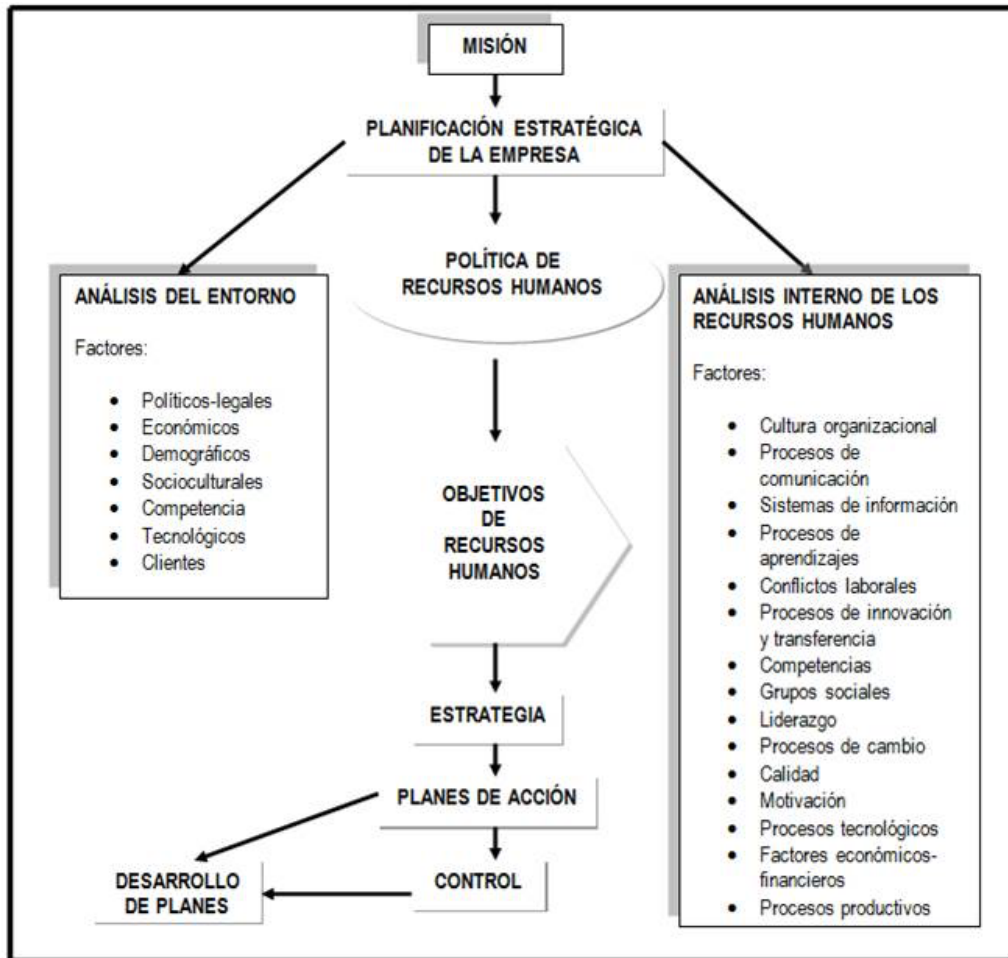 MISIÓN
PLANIFICACIÓN ESTRATÉGICA
DE LA EMPRESA
POLÍTICA DE
RECURSOS HUMANOS
ANÁLISIS DEL ENTORNO
Factores:
• Políticos-legales
• Económicos
• Demográficos
• Socioculturales
• Competencia
• Tecnológicos
• Clientes
OBJETIVOS
DE
RECURSOS
HUMANOS
ANÁLISIS INTERNO DE LOS
RECURSOS HUMANOS
Factores:
• Cultura organizacional
• Procesos de
comunicación
• Sistemas de información
• Procesos de
aprendizajes
• Conflictos laborales
• Procesos de innovación
y transferencia
• Competencias
• Grupos sociales
• Liderazgo
• Procesos de cambio
• Calidad
• Motivación
• Procesos tecnológicos
• Factores económicos-
financieros
• Procesos productivos
ESTRATEGIA
PLANES DE ACCIÓN
DESARROLLO
DE PLANES
CONTROL